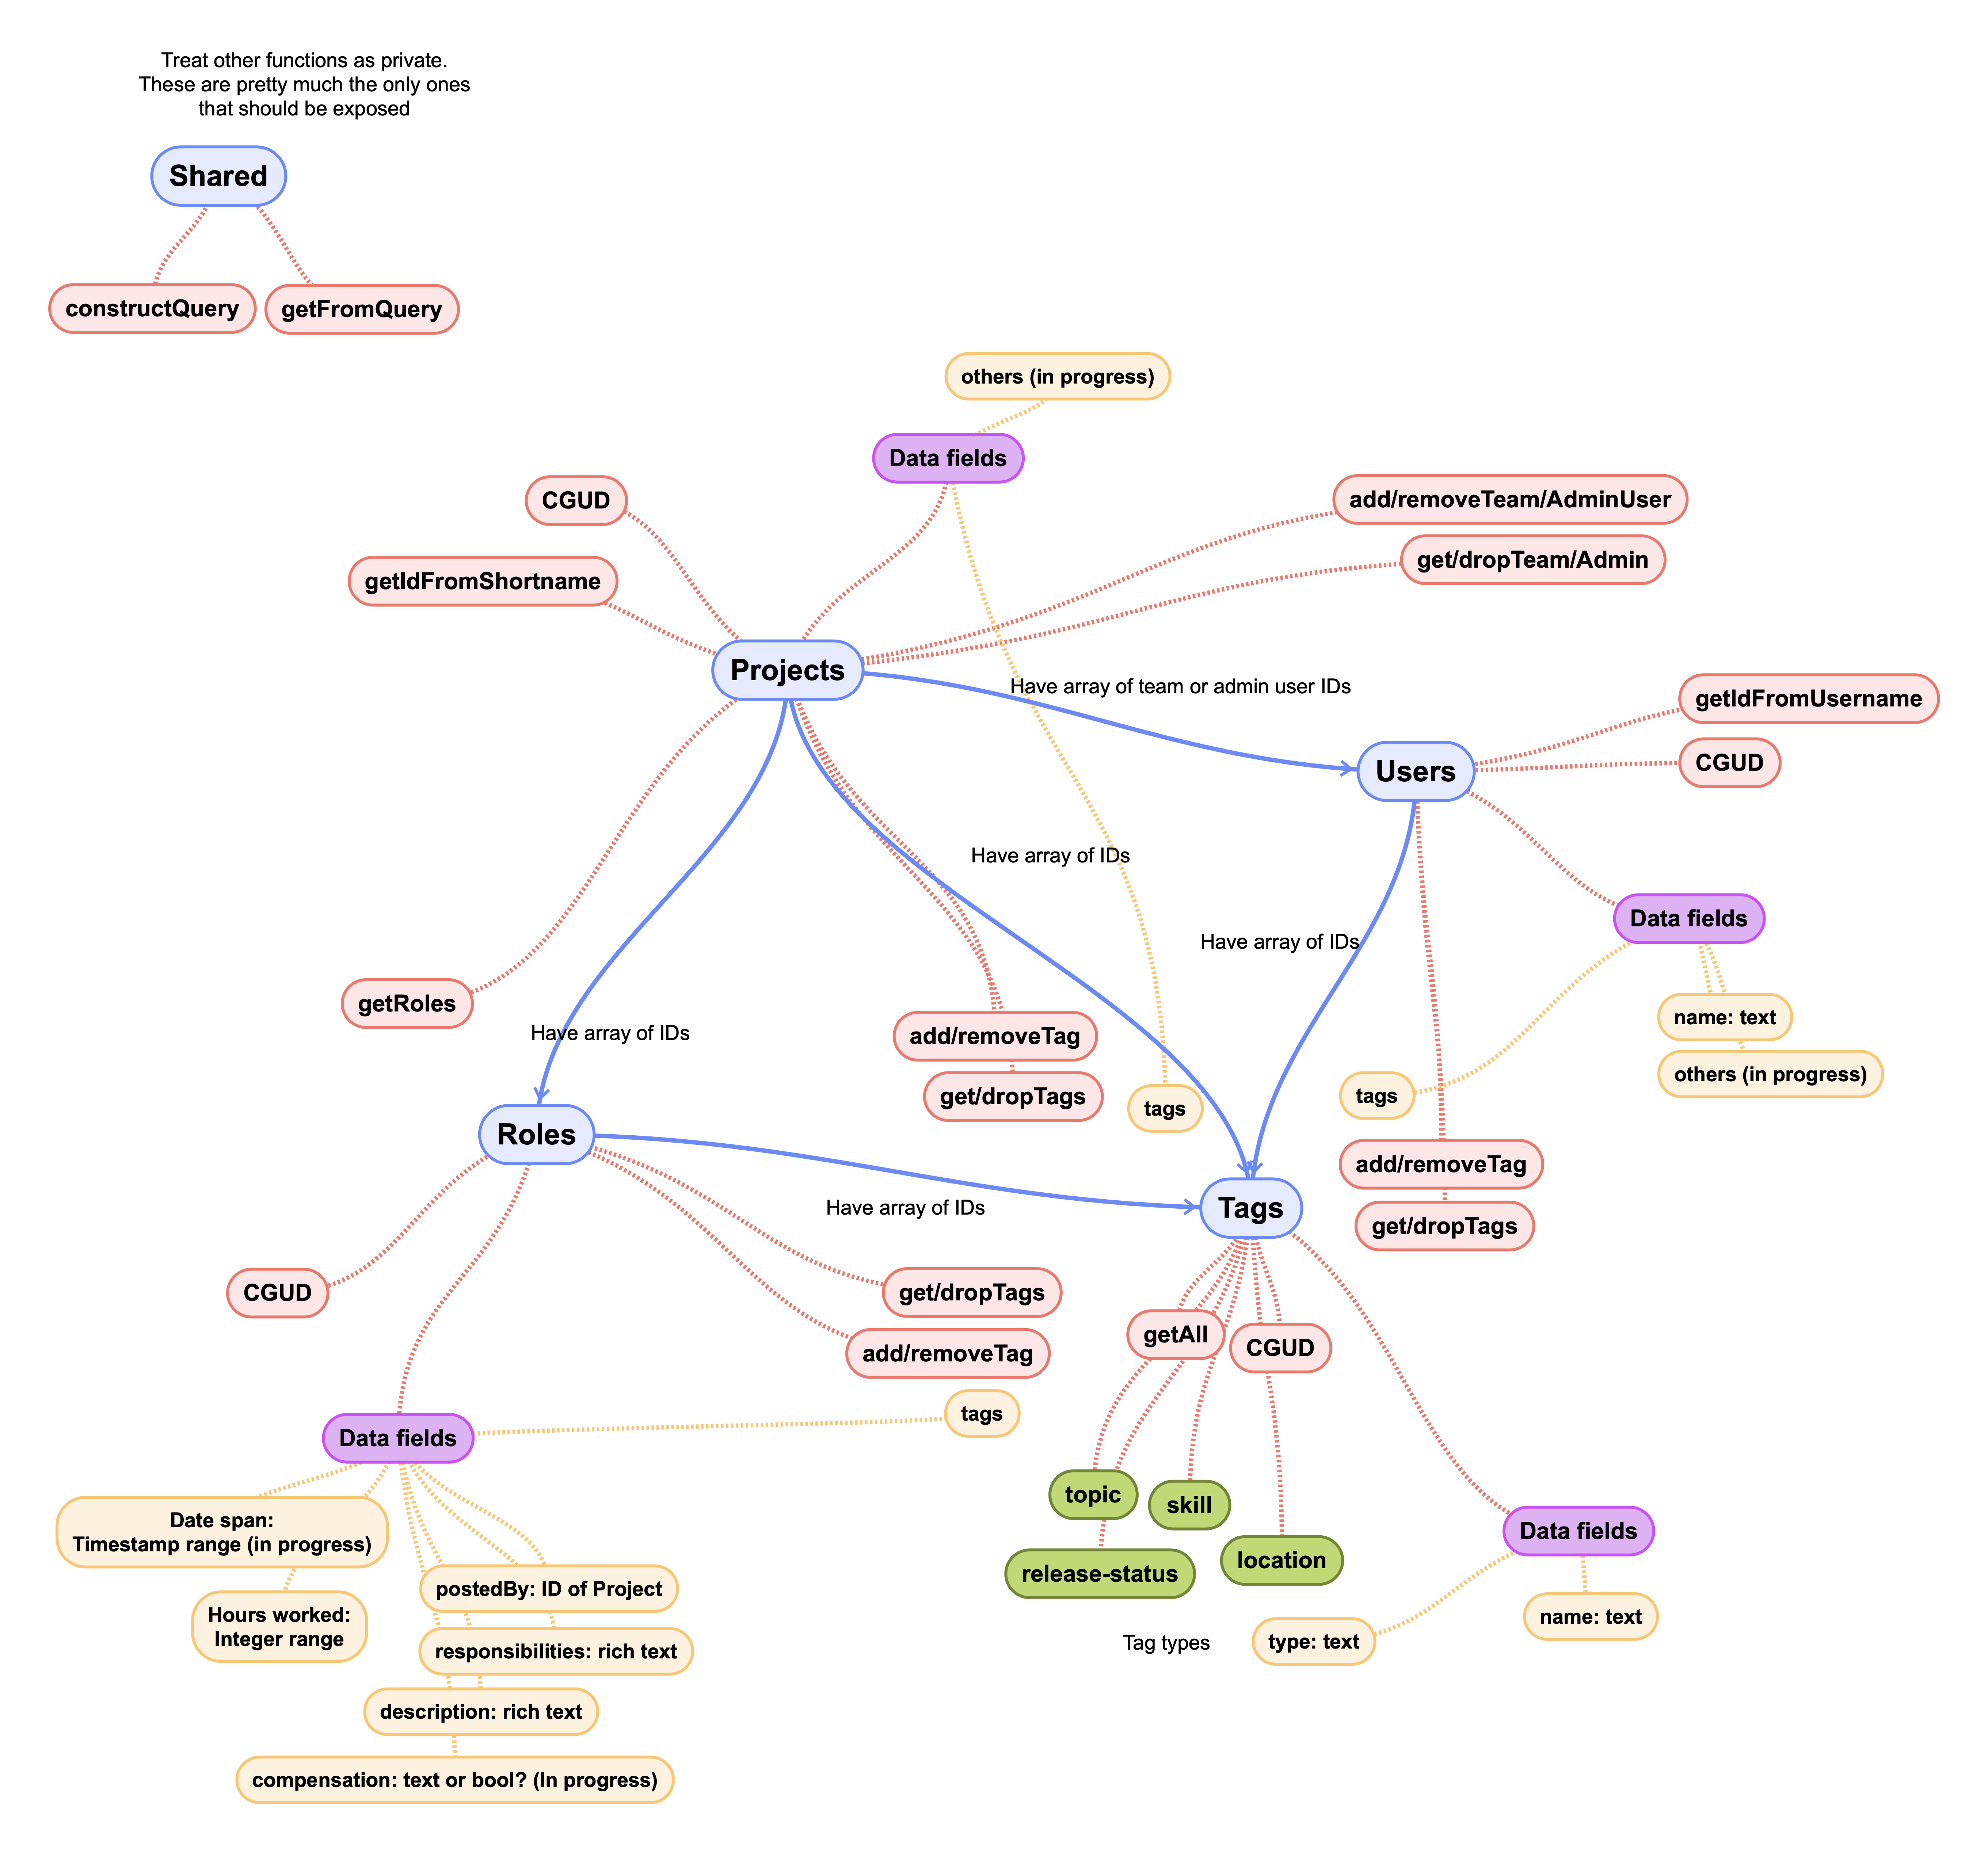 Treat other functions as private.
These are pretty much the only ones
that should be exposed
Shared
constructQuery
getFromQuery
others (in progress)
Data fields
CGUD
add/removeTeam/AdminUser
get/dropTeam/Admin
getIdFromShortname
Projects
Have array of team or admin user IDs
getIdFromUsername
Users
CGUD
Have array of IDs
Data fields
Have array of IDs
getRoles
name: text
Have array of IDs
add/removeTag
others (in progress)
get/dropTags
tags
tags
Roles
add/removeTag
Tags
Have array of IDs
get/dropTags
CGUD
get/dropTags
getAll
CGUD
add/removeTag
tags
Data fields
topic
skill
Date span:
Timestamp range (in progress)
Data fields
location
release-status
postedBy: ID of Project
Hours worked:
Integer range
name: text
Tag types
type: text
responsibilities: rich text
description: rich text
compensation: text or bool? (In progress)